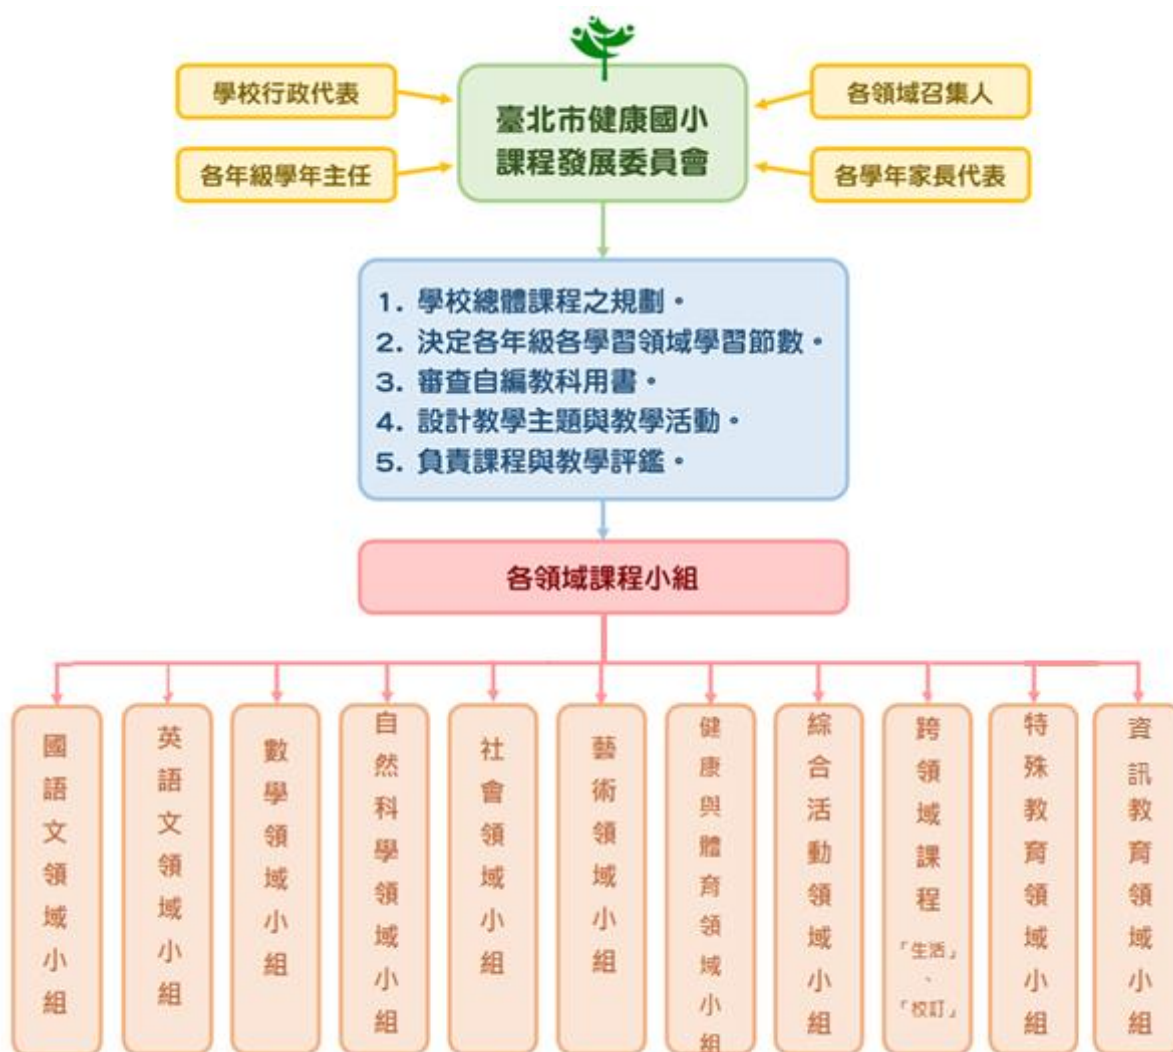 學校行政代表
各年級學年主任
臺北市健康國小
課程發展委員會
各領域召集人
各學年家長代表
1. 學校總體課程之規劃。
2. 決定各年級各學習領域學習節數。
3. 審查自編教科用書。
4. 設計教學主題與教學活動。
5. 負責課程與教學評鑑。
各領域課程小組
國語文領域小組
英語文領域小組
數學領域小組
自然科學領域小組
社會領域小組
藝術領域小組
健康與體育領域小組
綜合活動領域小組
跨領域課程
「生活」
、
「校訂」
特殊教育領域小組
資訊教育領域小組